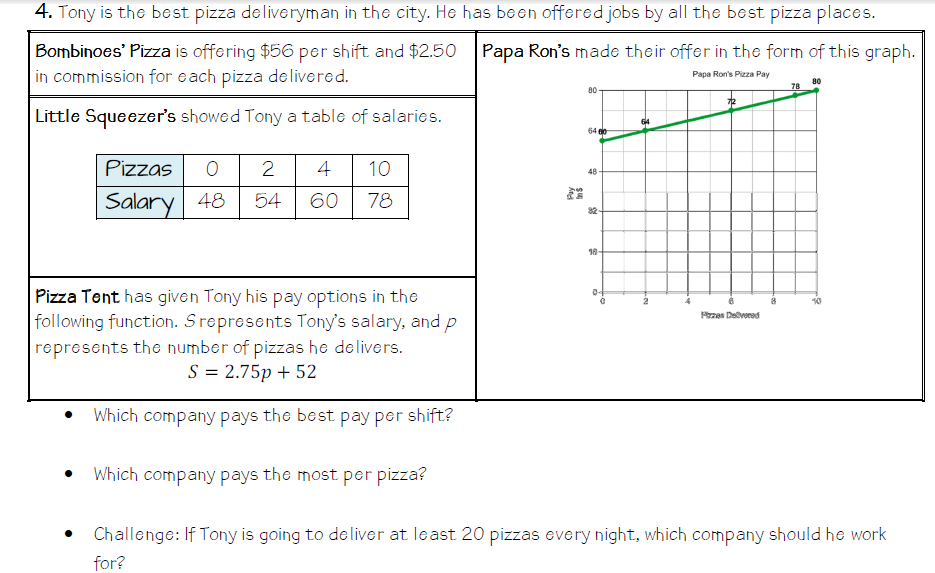 4. Tony is the best pizza deliveryman in the city. He has been offered jobs by all the best pizza places.
Bombinoes' Pizza is offering $56 per shift and $2.50
in commission for each pizza delivered.
Little Squeezer's showed Tony a table of salaries.
Pizzas 0 2 4 10
Salary 48 54 60 78
Pizza Tent has given Tony his pay options in the
following function. S represents Tony's salary, and p
represents the number of pizzas he delivers.
S = 2.75p + 52
Papa Ron's made their offer in the form of this graph.
Papa Ron's Pizza Pay
78 80
80
72
64
64 60
48
Pay
in $
32
16
0
0 2 4 6 8 10
Pizzas Delivered
• Which company pays the best pay per shift?
• Which company pays the most per pizza?
• Challenge: If Tony is going to deliver at least 20 pizzas every night, which company should he work
for?